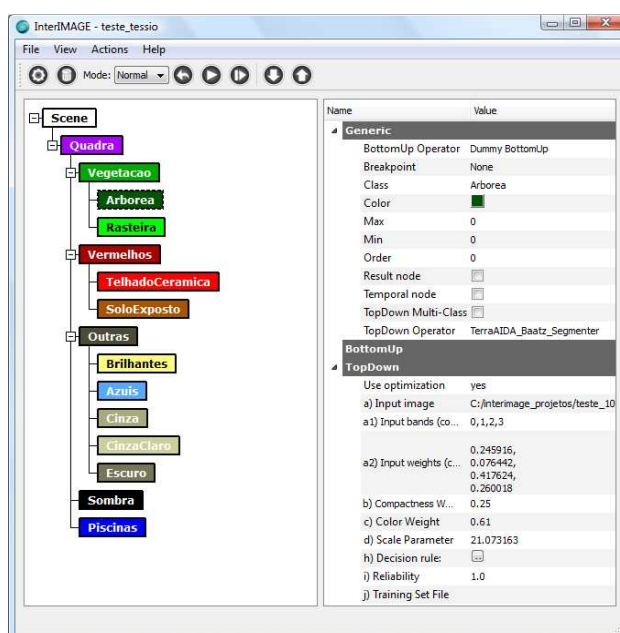 InterIMAGE - teste_tessio
File View Actions Help
Mode: Normal
Scene
Quadra
Vegetacao
Arborea
Rasteira
Vermelhos
TelhadoCeramica
SoloExposto
Outras
Brilhantes
Azuis
Cinza
CinzaClaro
Escuro
Sombra
Piscinas
Name Value
Generic
BottomUp Operator Dummy BottomUp
Breakpoint None
Class Arborea
Color
Max 0
Min 0
Order 0
Result node
Temporal node
TopDown Multi-Class
TopDown Operator TerraAIDA_Baatz_Segmenter
BottomUp
TopDown
Use optimization yes
a) Input image C:/interimage_projetos/teste_10
a1) Input bands (co... 0,1,2,3
a2) Input weights (c... 0.245916,
0.076442,
0.417624,
0.260018
b) Compactness W... 0.25
c) Color Weight 0.61
d) Scale Parameter 21.073163
h) Decision rule: ...
i) Reliability 1.0
j) Training Set File